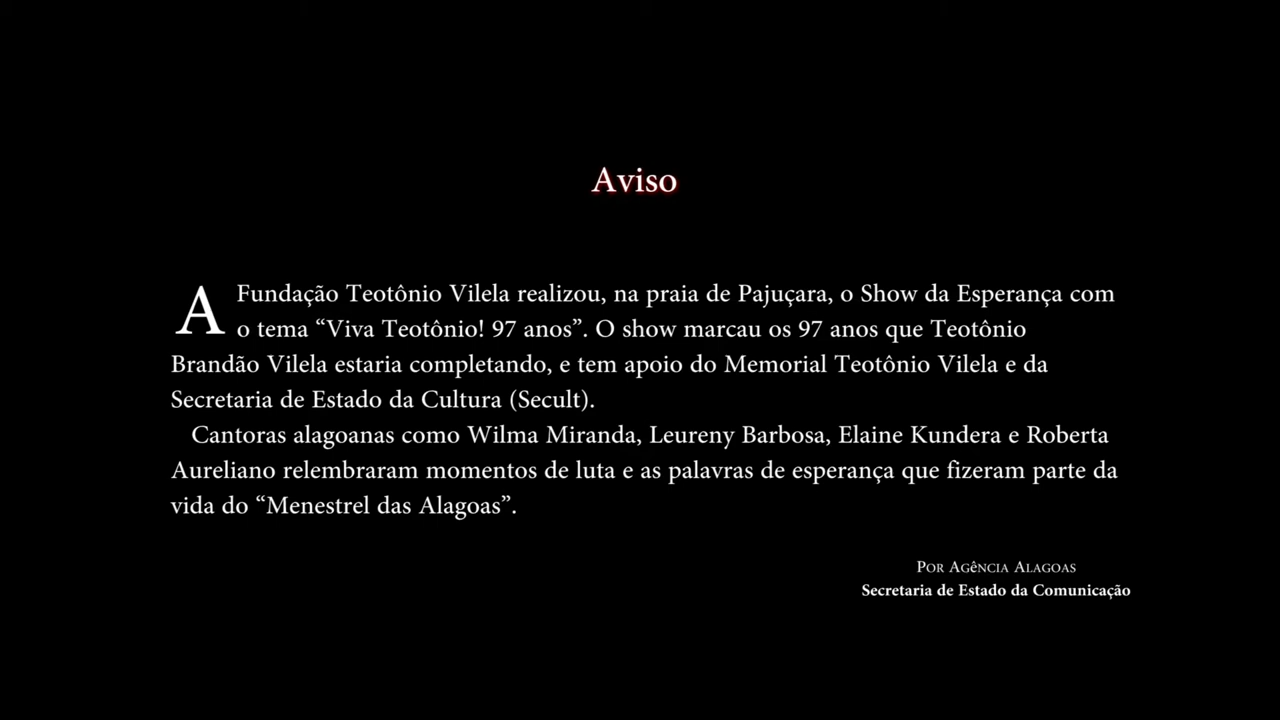 Aviso
A Fundação Teotônio Vilela realizou, na praia de Pajuçara, o Show da Esperança com
o tema “Viva Teotônio! 97 anos”. O show marcau os 97 anos que Teotônio
Brandão Vilela estaria completando, e tem apoio do Memorial Teotônio Vilela e da
Secretaria de Estado da Cultura (Secult).
Cantoras alagoanas como Wilma Miranda, Leureny Barbosa, Elaine Kundera e Roberta
Aureliano relembraram momentos de luta e as palavras de esperança que fizeram parte da
vida do “Menestrel das Alagoas”.
Por Agência Alagoas
Secretaria de Estado da Comunicação